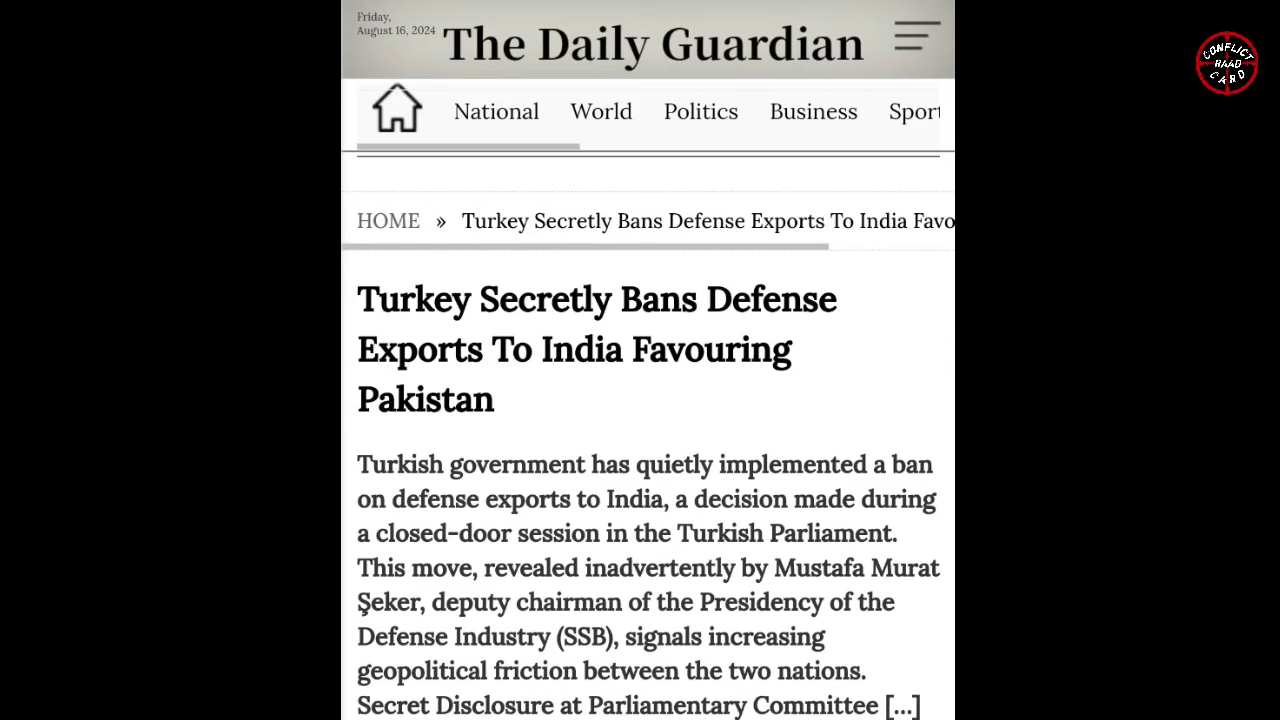 Friday,
August 16, 2024
The Daily Guardian
National World Politics Business Sport
HOME » Turkey Secretly Bans Defense Exports To India Favo
Turkey Secretly Bans Defense
Exports To India Favouring
Pakistan
Turkish government has quietly implemented a ban
on defense exports to India, a decision made during
a closed-door session in the Turkish Parliament.
This move, revealed inadvertently by Mustafa Murat
Şeker, deputy chairman of the Presidency of the
Defense Industry (SSB), signals increasing
geopolitical friction between the two nations.
Secret Disclosure at Parliamentary Committee [...]
CONFLICT
RAAD
CARD